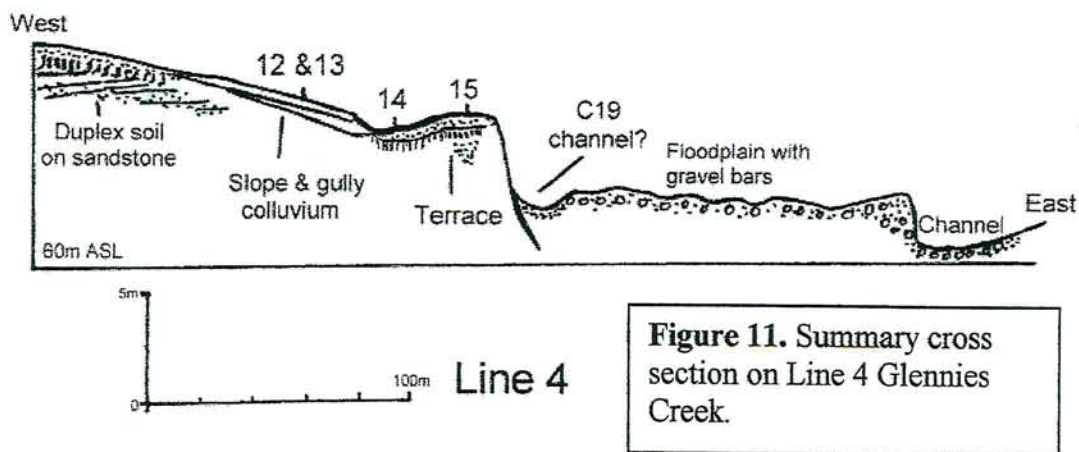 West
12 &13
14
15
Duplex soil
on sandstone
Slope & gully
colluvium
Terrace
C19
channel?
Floodplain with
gravel bars
Channel
East
60m ASL
5m
0
100m
Line 4
Figure 11. Summary cross
section on Line 4 Glennies
Creek.